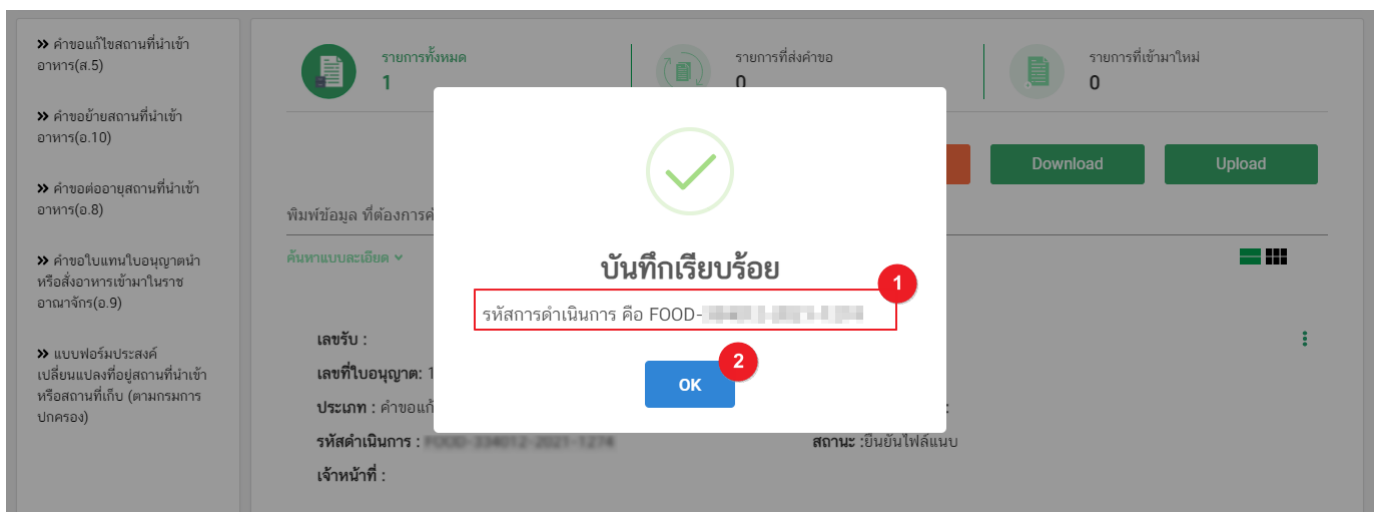 » คำขอแก้ไขสถานที่นำเข้า
อาหาร(ส.5)
» คำขอย้ายสถานที่นำเข้า
อาหาร(อ.10)
» คำขอต่ออายุสถานที่นำเข้า
อาหาร(อ.8)
» คำขอใบแทนใบอนุญาตนำ
หรือสั่งอาหารเข้ามาในราช
อาณาจักร(อ.9)
» แบบฟอร์มประสงค์
เปลี่ยนแปลงที่อยู่สถานที่นำเข้า
หรือสถานที่เก็บ (ตามกรมการ
ปกครอง)
รายการทั้งหมด
1
รายการที่ส่งคำขอ
0
รายการที่เข้ามาใหม่
0
Download
Upload
พิมพ์ข้อมูล ที่ต้องการค้
ค้นหาแบบละเอียด
บันทึกเรียบร้อย
1
รหัสการดำเนินการ คือ FOOD-
2
OK
เลขรับ :
เลขที่ใบอนุญาต: 1
ประเภท : คำขอแก้
รหัสดำเนินการ :
สถานะ :ยืนยันไฟล์แนบ
เจ้าหน้าที่ :